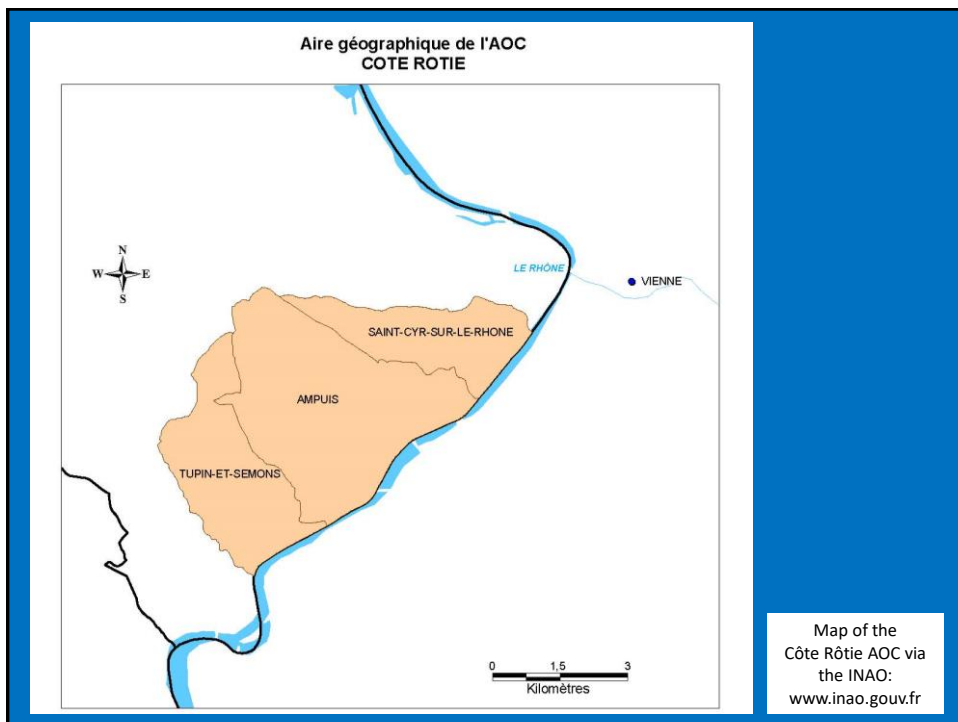 Aire géographique de l'AOC
COTE ROTIE
N
W E
S
LE RHÔNE
VIENNE
SAINT-CYR-SUR-LE-RHONE
AMPUIS
TUPIN-ET-SEMONS
0 1,5 3
Kilomètres
Map of the
Côte Rôtie AOC via
the INAO:
www.inao.gouv.fr